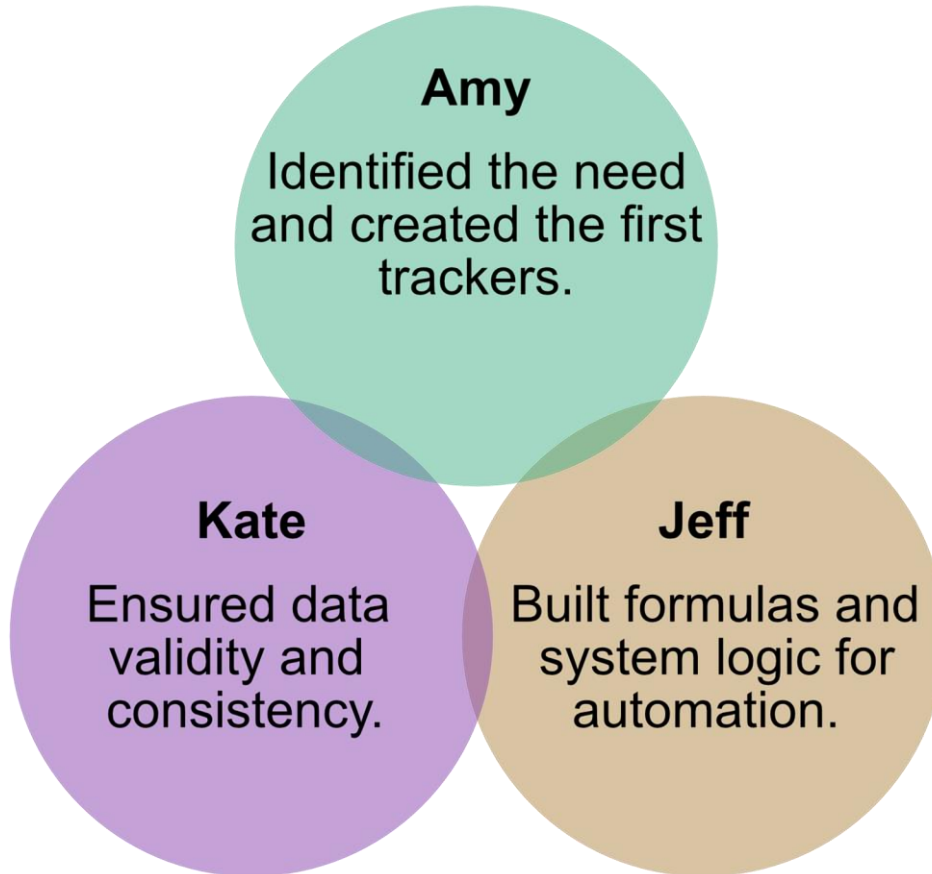 Amy
Identified the need
and created the first
trackers.
Kate
Ensured data
validity and
consistency.
Jeff
Built formulas and
system logic for
automation.